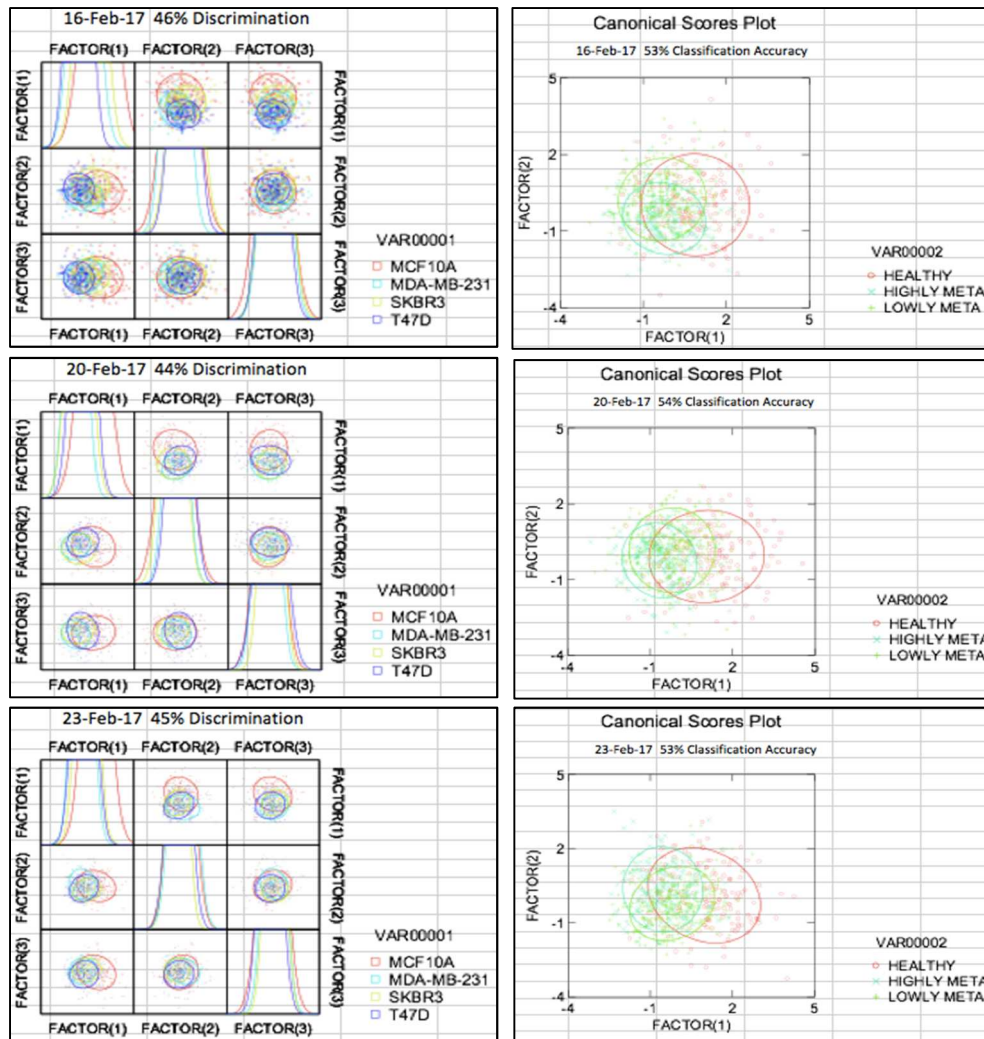 16-Feb-17 46% Discrimination
FACTOR(1) FACTOR(2) FACTOR(3)
FACTOR(1)
FACTOR(1)
FACTOR(2)
FACTOR(2)
FACTOR(3)
FACTOR(3)
FACTOR(1) FACTOR(2) FACTOR(3)
VAR00001
MCF10A
MDA-MB-231
SKBR3
T47D
Canonical Scores Plot
16-Feb-17 53% Classification Accuracy
5
2
-1
-4
FACTOR(2)
-4 -1 2 5
FACTOR(1)
VAR00002
HEALTHY
HIGHLY META
LOWLY META
20-Feb-17 44% Discrimination
FACTOR(1) FACTOR(2) FACTOR(3)
FACTOR(1)
FACTOR(1)
FACTOR(2)
FACTOR(2)
FACTOR(3)
FACTOR(3)
FACTOR(1) FACTOR(2) FACTOR(3)
VAR00001
MCF10A
MDA-MB-231
SKBR3
T47D
Canonical Scores Plot
20-Feb-17 54% Classification Accuracy
5
2
-1
-4
FACTOR(2)
-4 -1 2 5
FACTOR(1)
VAR00002
HEALTHY
HIGHLY META
LOWLY META
23-Feb-17 45% Discrimination
FACTOR(1) FACTOR(2) FACTOR(3)
FACTOR(1)
FACTOR(1)
FACTOR(2)
FACTOR(2)
FACTOR(3)
FACTOR(3)
FACTOR(1) FACTOR(2) FACTOR(3)
VAR00001
MCF10A
MDA-MB-231
SKBR3
T47D
Canonical Scores Plot
23-Feb-17 53% Classification Accuracy
5
2
-1
-4
FACTOR(2)
-4 -1 2 5
FACTOR(1)
VAR00002
HEALTHY
HIGHLY META
LOWLY META